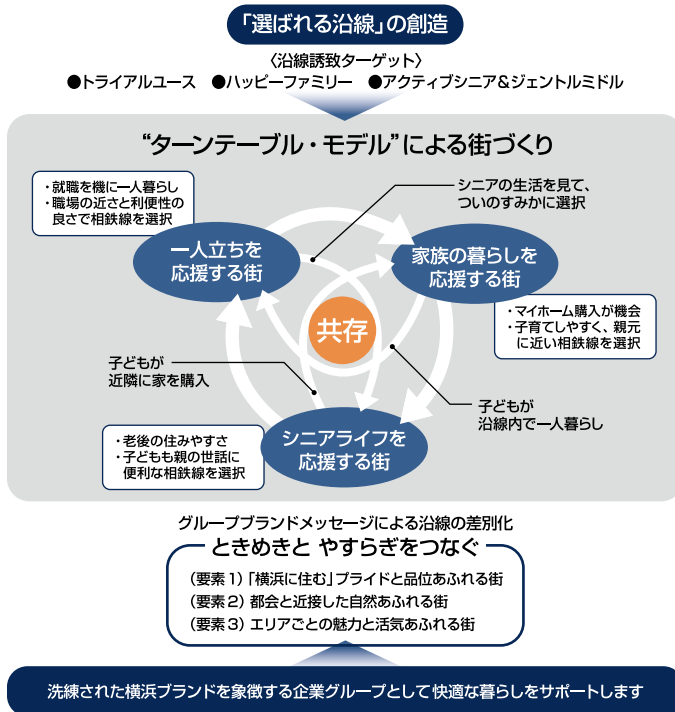 「選ばれる沿線」の創造
〈沿線誘致ターゲット〉
●トライアルユース ●ハッピーファミリー ●アクティブシニア&ジェントルミドル
“ターンテーブル・モデル”による街づくり
・就職を機に一人暮らし
・職場の近さと利便性の
良さで相鉄線を選択
シニアの生活を見て、
ついのすみかに選択
一人立ちを
応援する街
家族の暮らしを
応援する街
共存
・マイホーム購入が機会
・子育てしやすく、親元
に近い相鉄線を選択
子どもが
近隣に家を購入
子どもが
沿線内で一人暮らし
シニアライフを
応援する街
・老後の住みやすさ
・子どもも親の世話に
便利な相鉄線を選択
グループブランドメッセージによる沿線の差別化
ときめきと やすらぎをつなぐ
(要素1)「横浜に住む」プライドと品位あふれる街
(要素2) 都会と近接した自然あふれる街
(要素3) エリアごとの魅力と活気あふれる街
洗練された横浜ブランドを象徴する企業グループとして快適な暮らしをサポートします